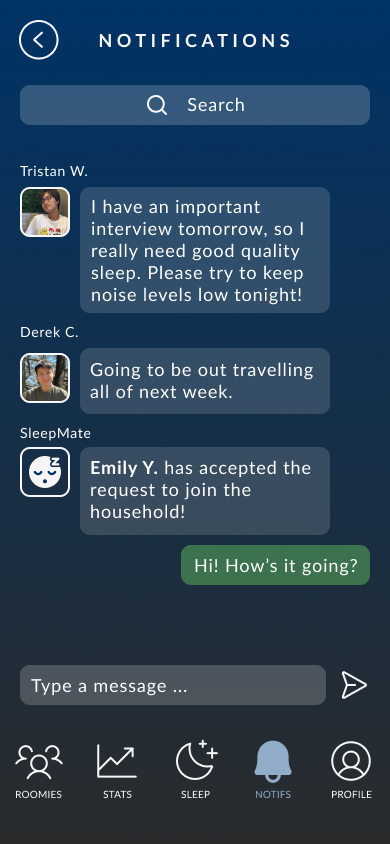 NOTIFICATIONS
Search
Tristan W.
I have an important
interview tomorrow, so I
really need good quality
sleep. Please try to keep
noise levels low tonight!
Derek C.
Going to be out travelling
all of next week.
SleepMate
z
Emily Y. has accepted the
request to join the
household!
Hi! How’s it going?
Type a message ...
ROOMIES STATS SLEEP NOTIFS PROFILE